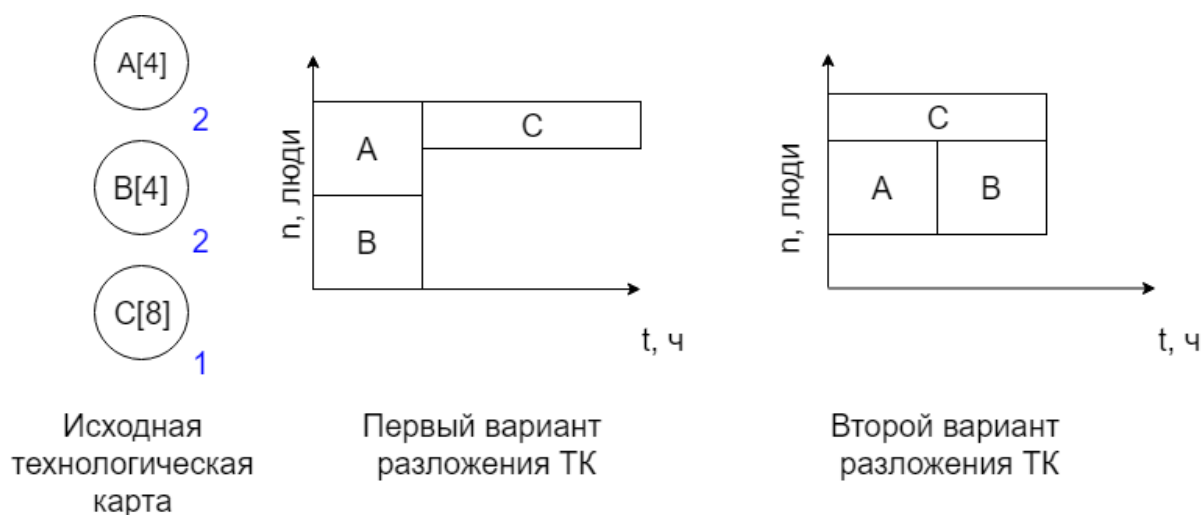 A[4]
2
B[4]
2
C[8]
1
Исходная
технологическая
карта
n, люди
A
B
C
t, ч
Первый вариант
разложения ТК
n, люди
C
A
B
t, ч
Второй вариант
разложения ТК